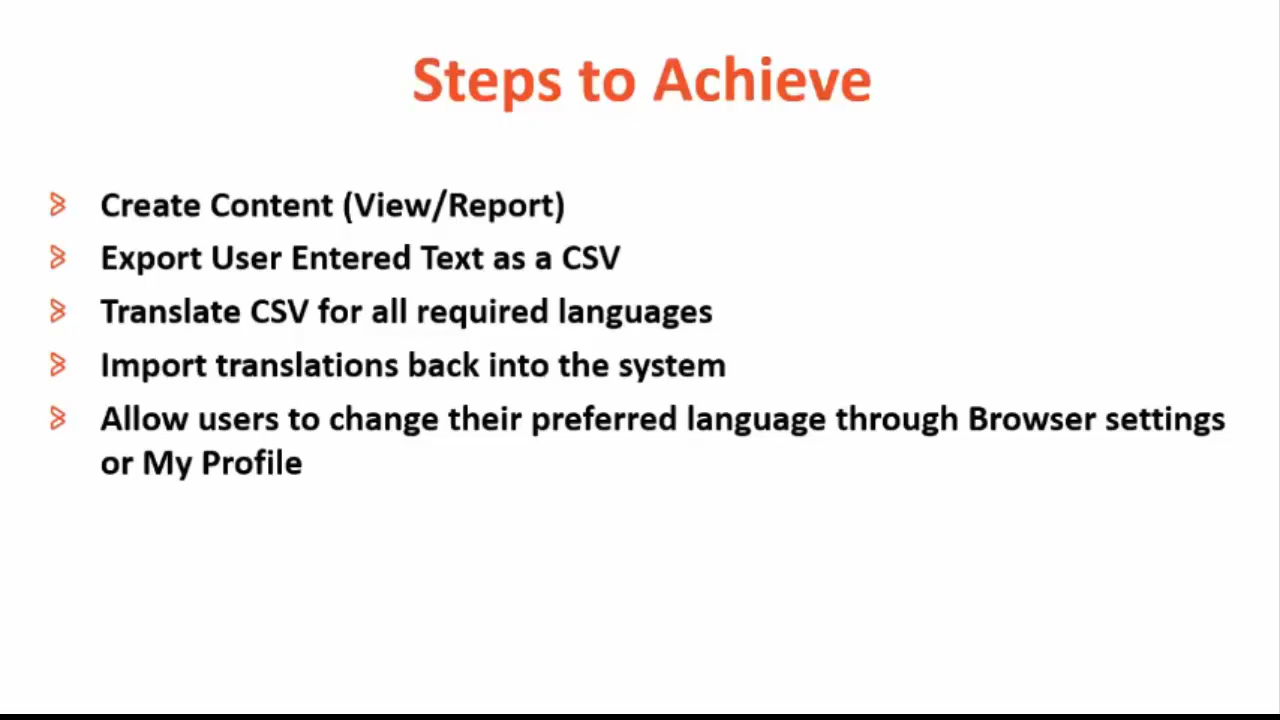 Steps to Achieve
Create Content (View/Report)
Export User Entered Text as a CSV
Translate CSV for all required languages
Import translations back into the system
Allow users to change their preferred language through Browser settings
or My Profile